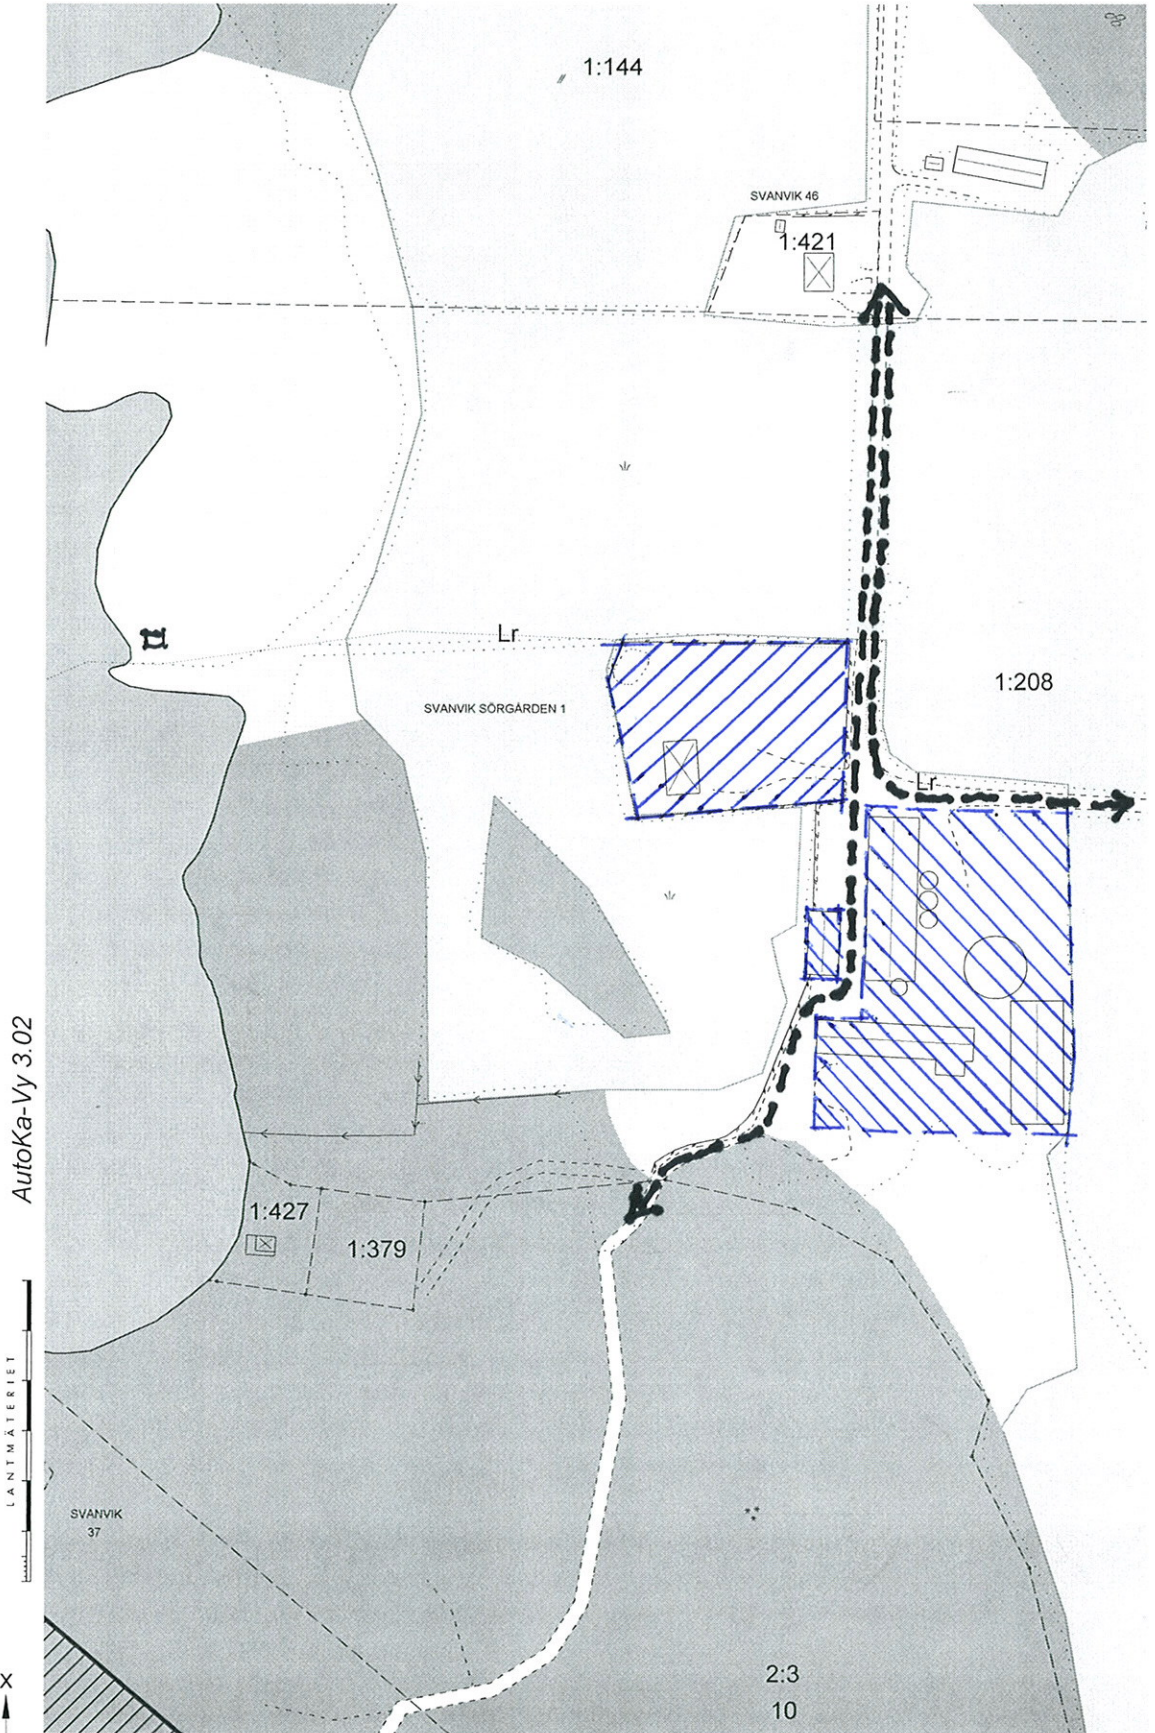 1:144
SVANVIK 46
1:421
Lr
1:208
SVANVIK SÖRGÅRDEN 1
Lr
AutoKa-Vy 3.02
1:427
1:379
LANTMÄTERIET
SVANVIK
37
2:3
10
X